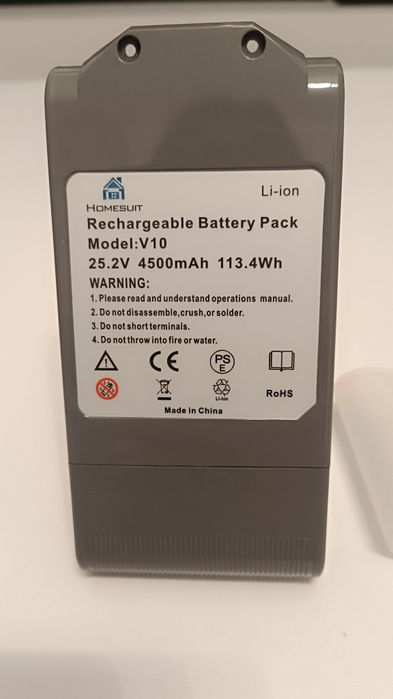 HOMESUIT
Li-ion
Rechargeable Battery Pack
Model:V10
25.2V 4500mAh 113.4Wh
WARNING:
1. Please read and understand operations manual.
2. Do not disassemble,crush,or solder.
3. Do not short terminals.
4. Do not throw into fire or water.
CE
PS
E
Li-ion
RoHS
Made in China